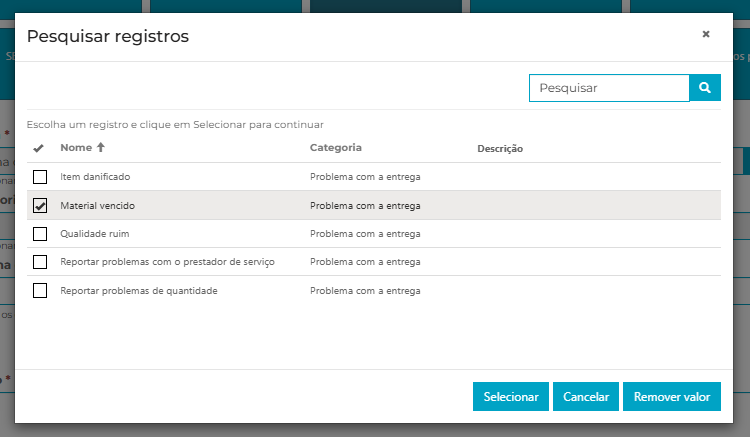 Pesquisar registros ×
Pesquisar
Escolha um registro e clique em Selecionar para continuar
Nome Categoria Descrição
Item danificado Problema com a entrega
Material vencido Problema com a entrega
Qualidade ruim Problema com a entrega
Reportar problemas com o prestador de serviço Problema com a entrega
Reportar problemas de quantidade Problema com a entrega
Selecionar Cancelar Remover valor